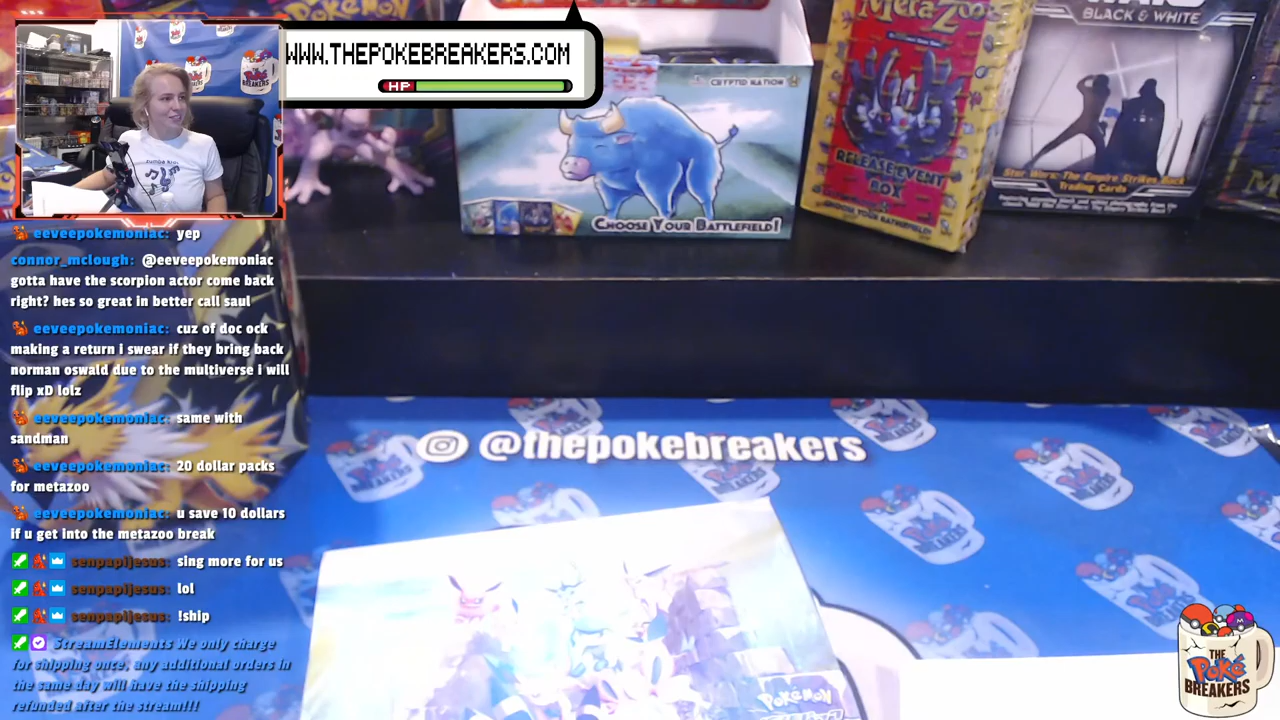 WWW.THEPOKEBREAKERS.COM
HP
CRYPTID NATION
CHOOSE YOUR BATTLEFIELD!
METAZOO
RELEASE EVENT
BOX
BLACK & WHITE
Star Wars: The Empire Strikes Back
Trading Cards
eeveepokemoniac: yep
connor_mclough: @eeveepokemoniac
gotta have the scorpion actor come back
right? hes so great in better call saul
eeveepokemoniac: cuz of doc ock
making a return i swear if they bring back
norman oswald due to the multiverse i will
flip xD lolz
eeveepokemoniac: same with
sandman
eeveepokemoniac: 20 dollar packs
for metazoo
eeveepokemoniac: u save 10 dollars
if u get into the metazoo break
senpapijesus: sing more for us
senpapijesus: lol
senpapijesus: !ship
StreamElements We only charge
for shipping once, any additional orders in
the same day will have the shipping
refunded after the stream!!!
@thepokebreakers
POKéMON
THE
Poké
BREAKERS